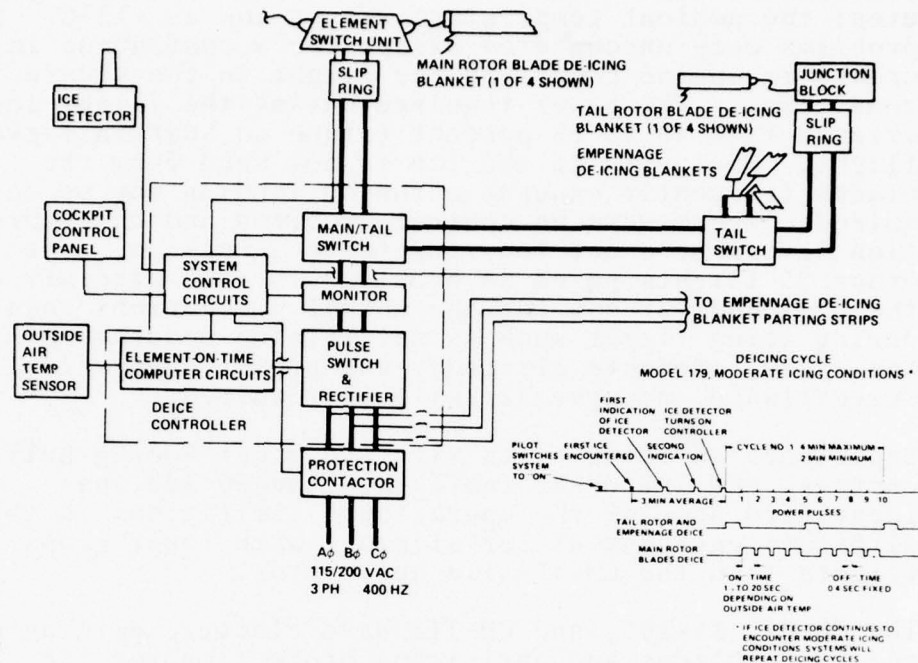 ELEMENT
SWITCH UNIT
MAIN ROTOR BLADE DE-ICING
BLANKET (1 OF 4 SHOWN)
SLIP
RING
ICE
DETECTOR
TAIL ROTOR BLADE DE-ICING
BLANKET (1 OF 4 SHOWN)
JUNCTION
BLOCK
SLIP
RING
EMPENNAGE
DE-ICING BLANKETS
COCKPIT
CONTROL
PANEL
MAIN/TAIL
SWITCH
TAIL
SWITCH
SYSTEM
CONTROL
CIRCUITS
MONITOR
TO EMPENNAGE DE-ICING
BLANKET PARTING STRIPS
OUTSIDE
AIR
TEMP
SENSOR
ELEMENT-ON-TIME
COMPUTER CIRCUITS
PULSE
SWITCH
&
RECTIFIER
DEICE
CONTROLLER
PROTECTION
CONTACTOR
Aφ Bφ Cφ
115/200 VAC
3 PH 400 HZ
DEICING CYCLE
MODEL 179, MODERATE ICING CONDITIONS *
FIRST
INDICATION
OF ICE
DETECTOR
ICE DETECTOR
TURNS ON
CONTROLLER
PILOT
SWITCHES
SYSTEM
TO "ON"
FIRST ICE
ENCOUNTERED
SECOND
INDICATION
CYCLE NO. 1 4 MIN MAXIMUM
2 MIN MINIMUM
3 MIN AVERAGE
1 2 3 4 5 6 7 8 9 10
POWER PULSES
TAIL ROTOR AND
EMPENNAGE DEICE
MAIN ROTOR
BLADES DEICE
"ON" TIME
1 TO 20 SEC
DEPENDING ON
OUTSIDE AIR TEMP
"OFF" TIME
0.4 SEC FIXED
* IF ICE DETECTOR CONTINUES TO
ENCOUNTER MODERATE ICING
CONDITIONS SYSTEMS WILL
REPEAT DEICING CYCLES